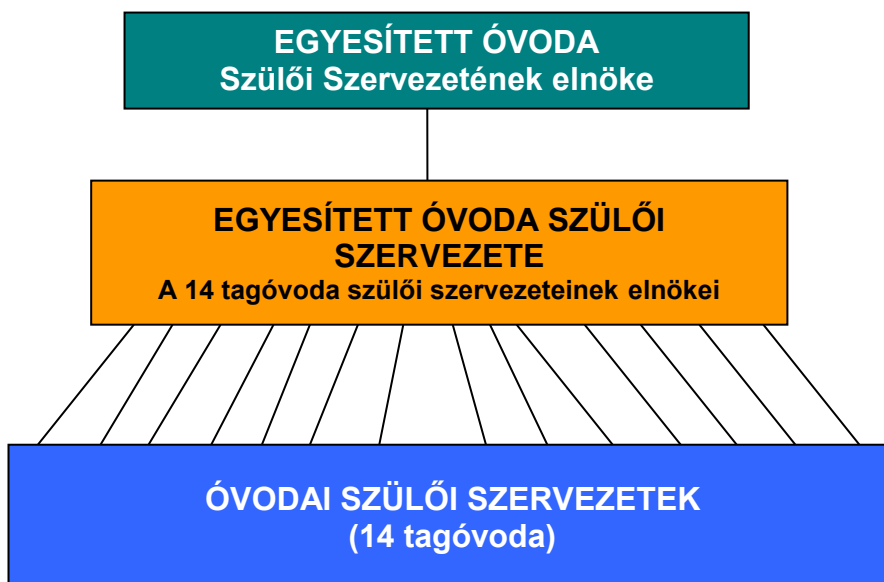 EGYESÍTETT ÓVODA
Szülői Szervezetének elnöke
EGYESÍTETT ÓVODA SZÜLŐI
SZERVEZETE
A 14 tagóvoda szülői szervezeteinek elnökei
ÓVODAI SZÜLŐI SZERVEZETEK
(14 tagóvoda)